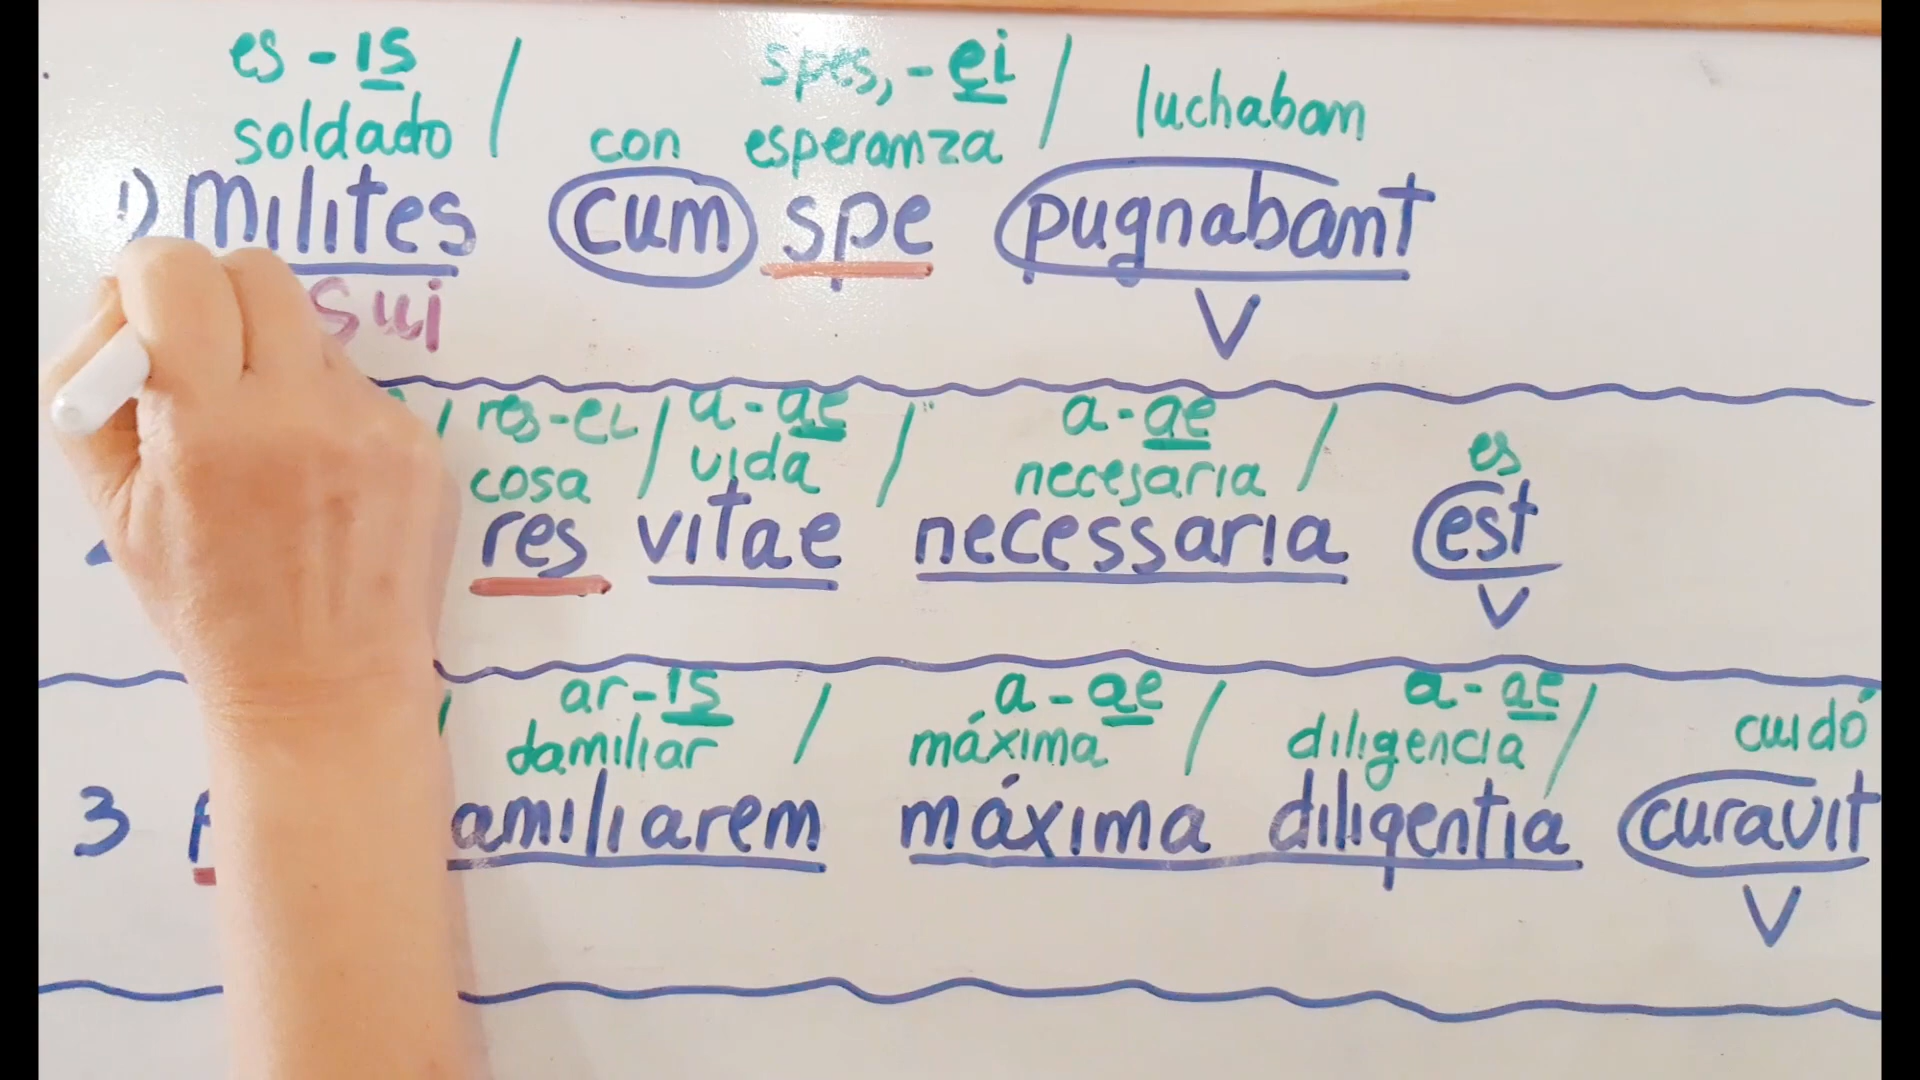 es - is / spes, - ei / luchaban
soldado con esperanza
1) Milites cum spe pugnabant
sui V
/ res - ei / a - ae / a - ae / es
cosa vida necesaria
res vitae necessaria est
V
/ ar - is / a - ae / a - ae / cuidó
damiliar máxima diligencia
3 amiliarem máxima diligentia curavit
V